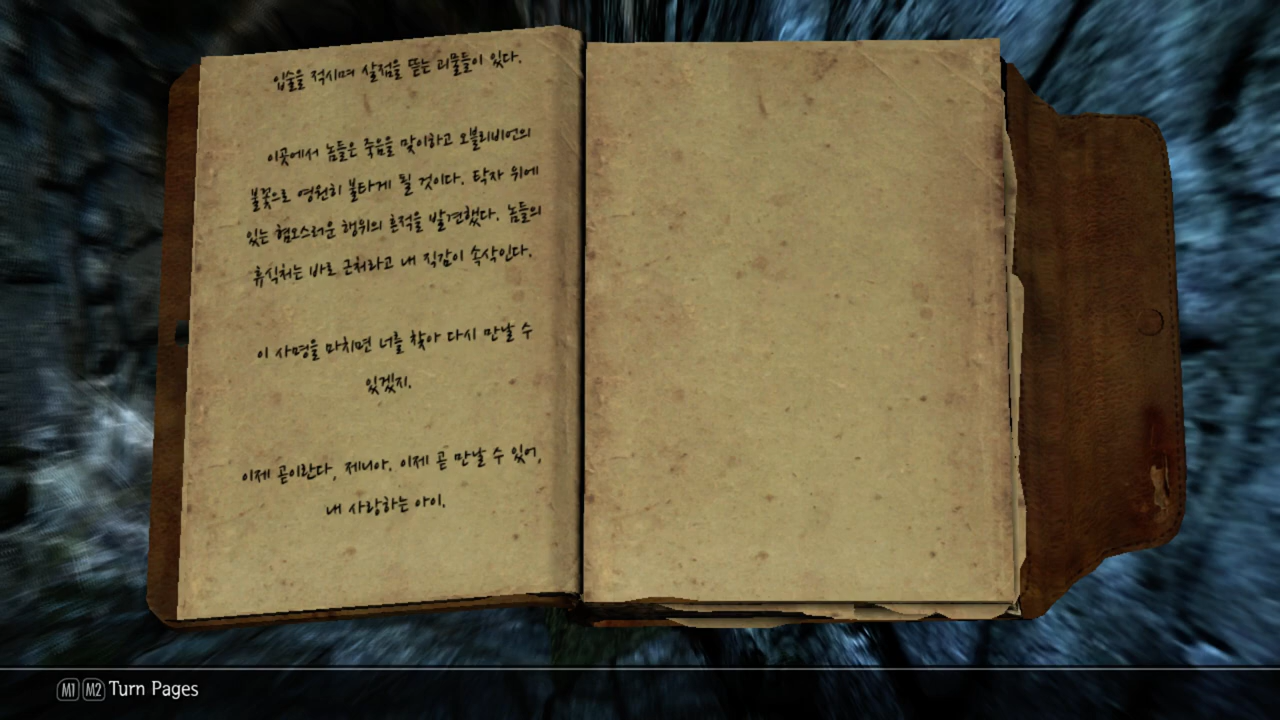 입술을 적시며 살점을 뜯는 괴물들이 있다.
이곳에서 놈들은 죽음을 맞이하고 오블리비언의
불꽃으로 영원히 불타게 될 것이다. 탁자 위에
있는 혐오스러운 행위의 흔적을 발견했다. 놈들의
휴식처는 바로 근처라고 내 직감이 속삭인다.
이 사명을 마치면 너를 찾아 다시 만날 수
있겠지.
이제 곧이란다, 제니아. 이제 곧 만날 수 있어,
내 사랑하는 아이.
M1 M2 Turn Pages